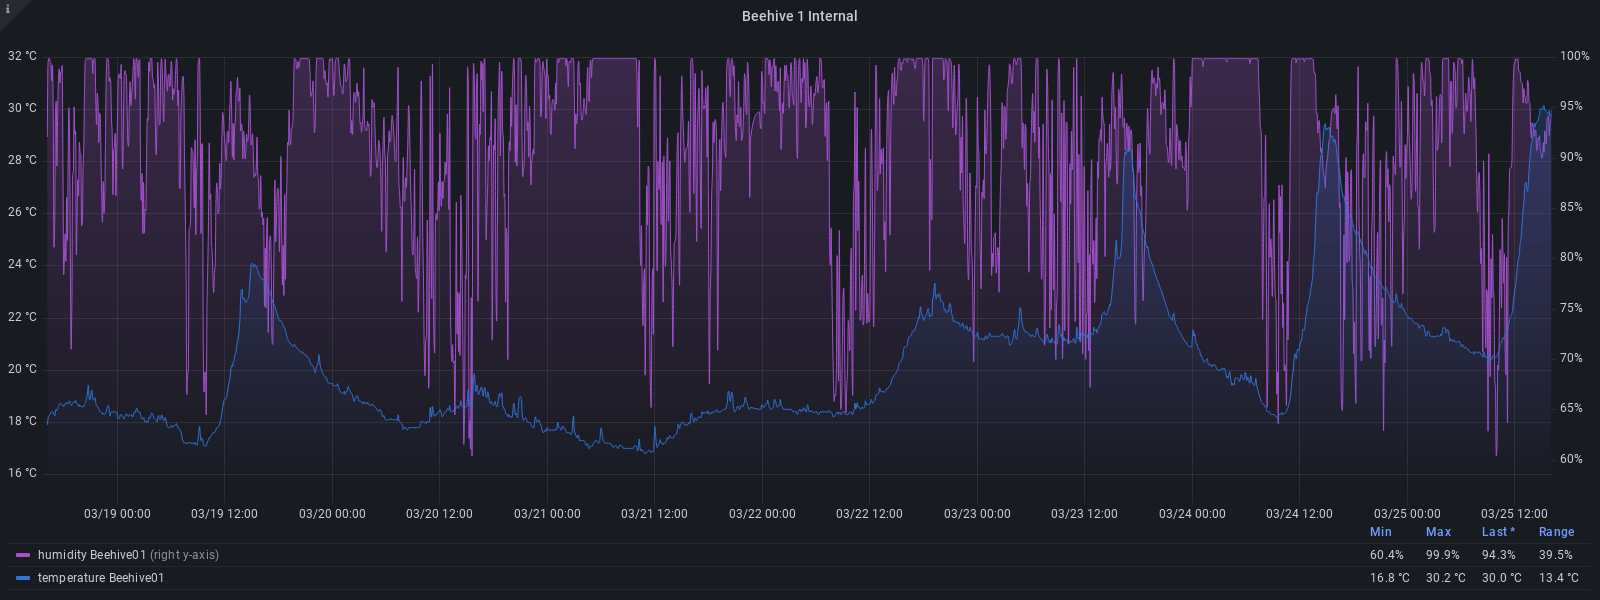 i
Beehive 1 Internal
32 °C 100%
30 °C 95%
28 °C 90%
26 °C 85%
24 °C 80%
22 °C 75%
20 °C 70%
18 °C 65%
16 °C 60%
03/19 00:00 03/19 12:00 03/20 00:00 03/20 12:00 03/21 00:00 03/21 12:00 03/22 00:00 03/22 12:00 03/23 00:00 03/23 12:00 03/24 00:00 03/24 12:00 03/25 00:00 03/25 12:00
Min Max Last * Range
humidity Beehive01 (right y-axis) 60.4% 99.9% 94.3% 39.5%
temperature Beehive01 16.8 °C 30.2 °C 30.0 °C 13.4 °C